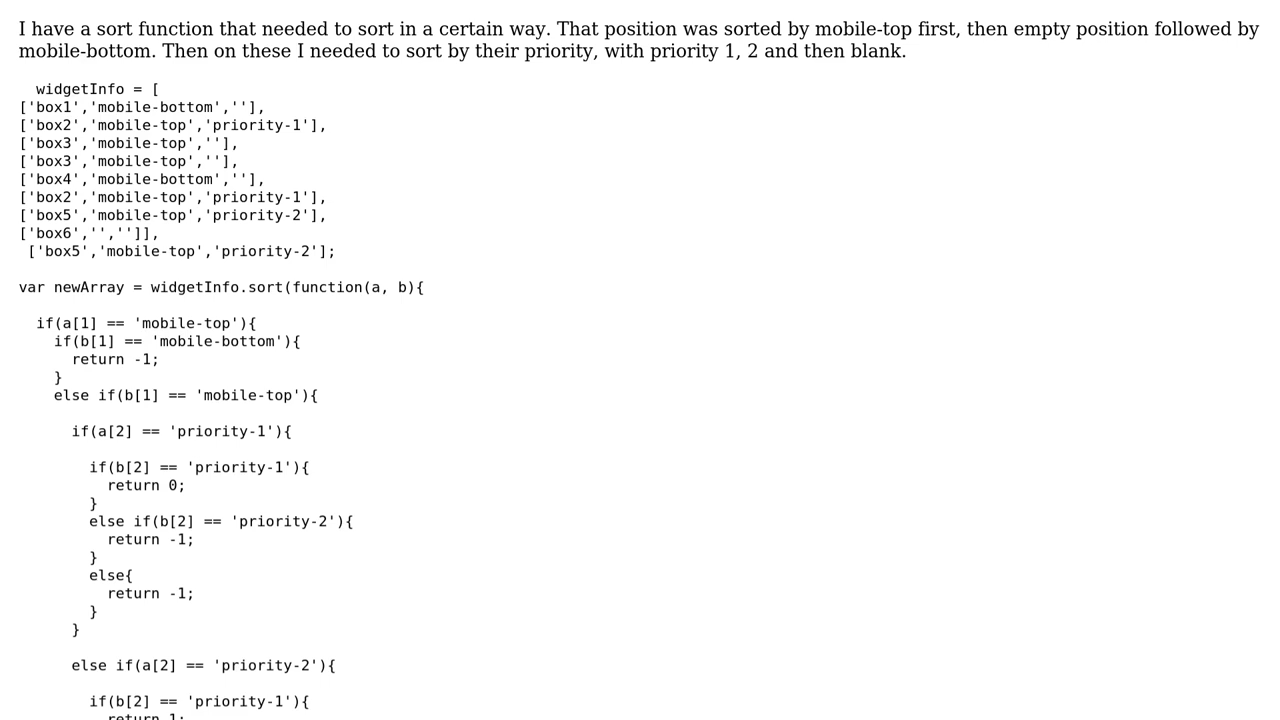 I have a sort function that needed to sort in a certain way. That position was sorted by mobile-top first, then empty position followed by
mobile-bottom. Then on these I needed to sort by their priority, with priority 1, 2 and then blank.
  widgetInfo = [
['box1','mobile-bottom',''],
['box2','mobile-top','priority-1'],
['box3','mobile-top',''],
['box3','mobile-top',''],
['box4','mobile-bottom',''],
['box2','mobile-top','priority-1'],
['box5','mobile-top','priority-2'],
['box6','','']],
 ['box5','mobile-top','priority-2'];
var newArray = widgetInfo.sort(function(a, b){
  if(a[1] == 'mobile-top'){
    if(b[1] == 'mobile-bottom'){
      return -1;
    }
    else if(b[1] == 'mobile-top'){
      if(a[2] == 'priority-1'){
        if(b[2] == 'priority-1'){
          return 0;
        }
        else if(b[2] == 'priority-2'){
          return -1;
        }
        else{
          return -1;
        }
      }
      else if(a[2] == 'priority-2'){
        if(b[2] == 'priority-1'){
          return 1;